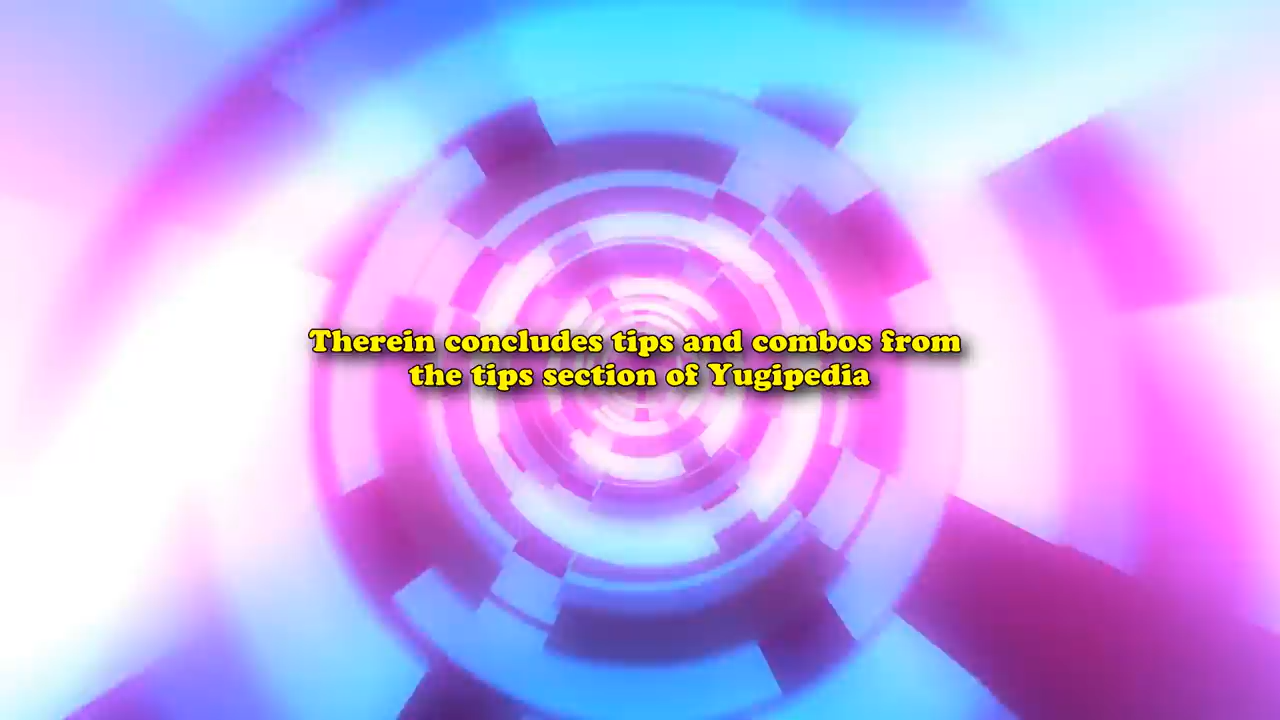 Therein concludes tips and combos from
the tips section of Yugipedia